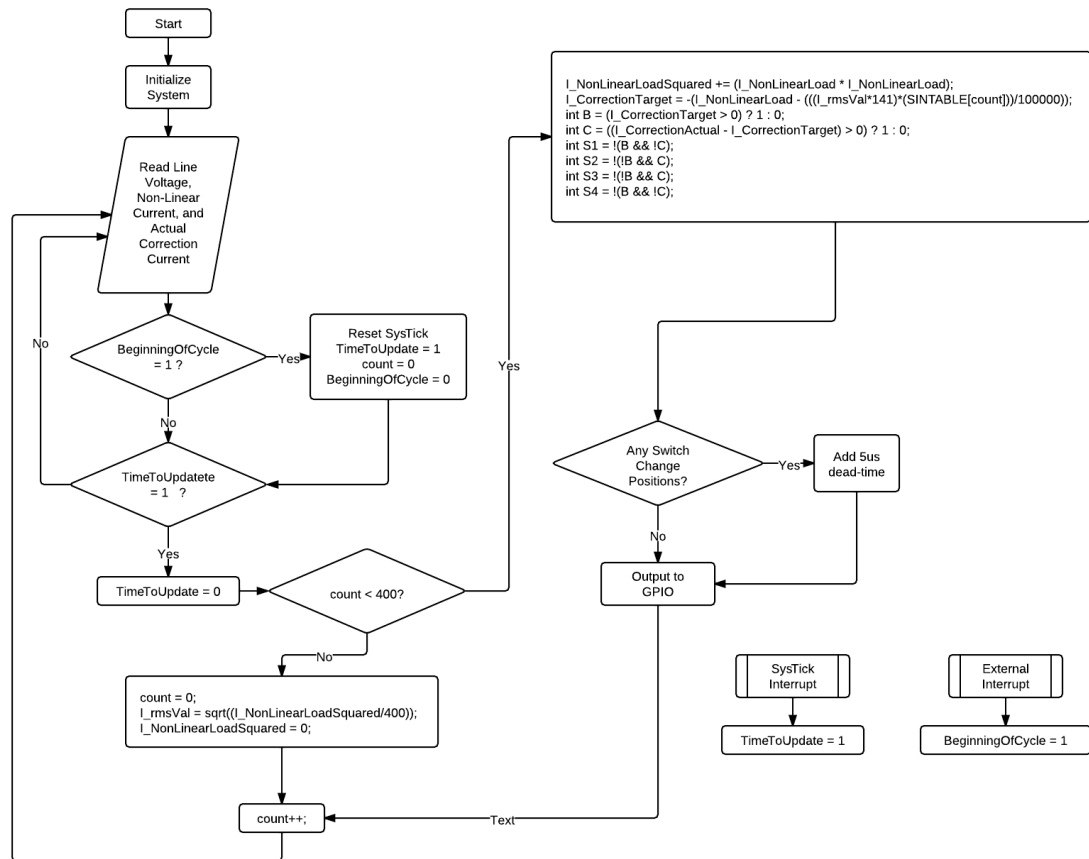 Start
Initialize
System
Read Line
Voltage,
Non-Linear
Current, and
Actual
Correction
Current
No
BeginningOfCycle
= 1 ?
Yes
Reset SysTick
TimeToUpdate = 1
count = 0
BeginningOfCycle = 0
No
TimeToUpdatete
= 1 ?
Yes
TimeToUpdate = 0
count < 400?
Yes
No
count = 0;
I_rmsVal = sqrt((I_NonLinearLoadSquared/400));
I_NonLinearLoadSquared = 0;
count++;
I_NonLinearLoadSquared += (I_NonLinearLoad * I_NonLinearLoad);
I_CorrectionTarget = -(I_NonLinearLoad - (((I_rmsVal*141)*(SINTABLE[count]))/100000));
int B = (I_CorrectionTarget > 0) ? 1 : 0;
int C = ((I_CorrectionActual - I_CorrectionTarget) > 0) ? 1 : 0;
int S1 = !(B && !C);
int S2 = !(!B && C);
int S3 = !(!B && C);
int S4 = !(B && !C);
Any Switch
Change
Positions?
Yes
Add 5us
dead-time
No
Output to
GPIO
Text
SysTick
Interrupt
TimeToUpdate = 1
External
Interrupt
BeginningOfCycle = 1